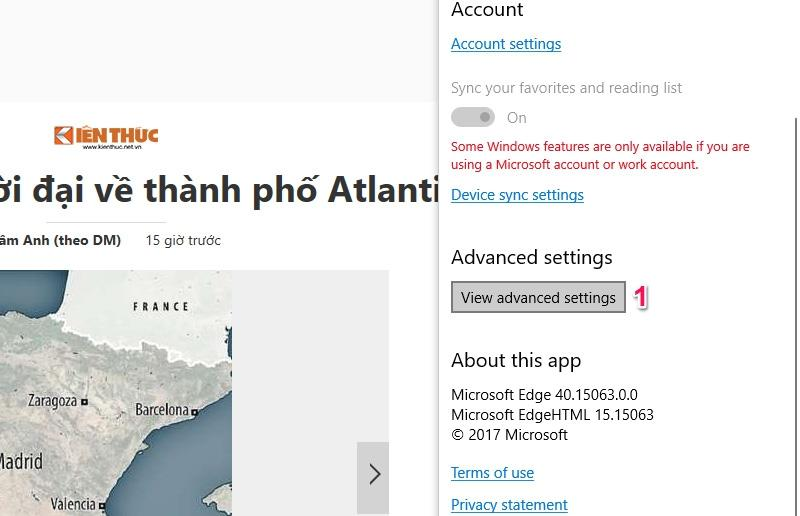 KIẾN THỨC
www.kienthuc.net.vn
ời đại về thành phố Atlanti
âm Anh (theo DM) 15 giờ trước
FRANCE
Zaragoza
Barcelona
Madrid
Valencia
Account
Account settings
Sync your favorites and reading list
On
Some Windows features are only available if you are
using a Microsoft account or work account.
Device sync settings
Advanced settings
View advanced settings 1
About this app
Microsoft Edge 40.15063.0.0
Microsoft EdgeHTML 15.15063
© 2017 Microsoft
Terms of use
Privacy statement